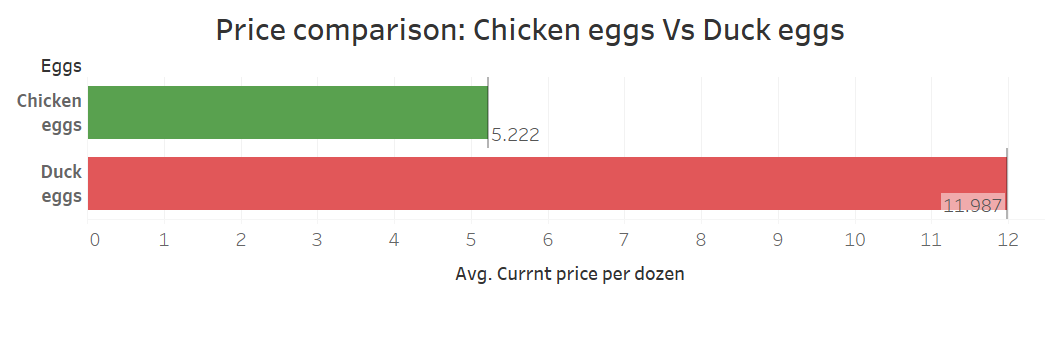 Price comparison: Chicken eggs Vs Duck eggs
Eggs
Chicken
eggs
5.222
Duck
eggs
11.987
0 1 2 3 4 5 6 7 8 9 10 11 12
Avg. Currnt price per dozen